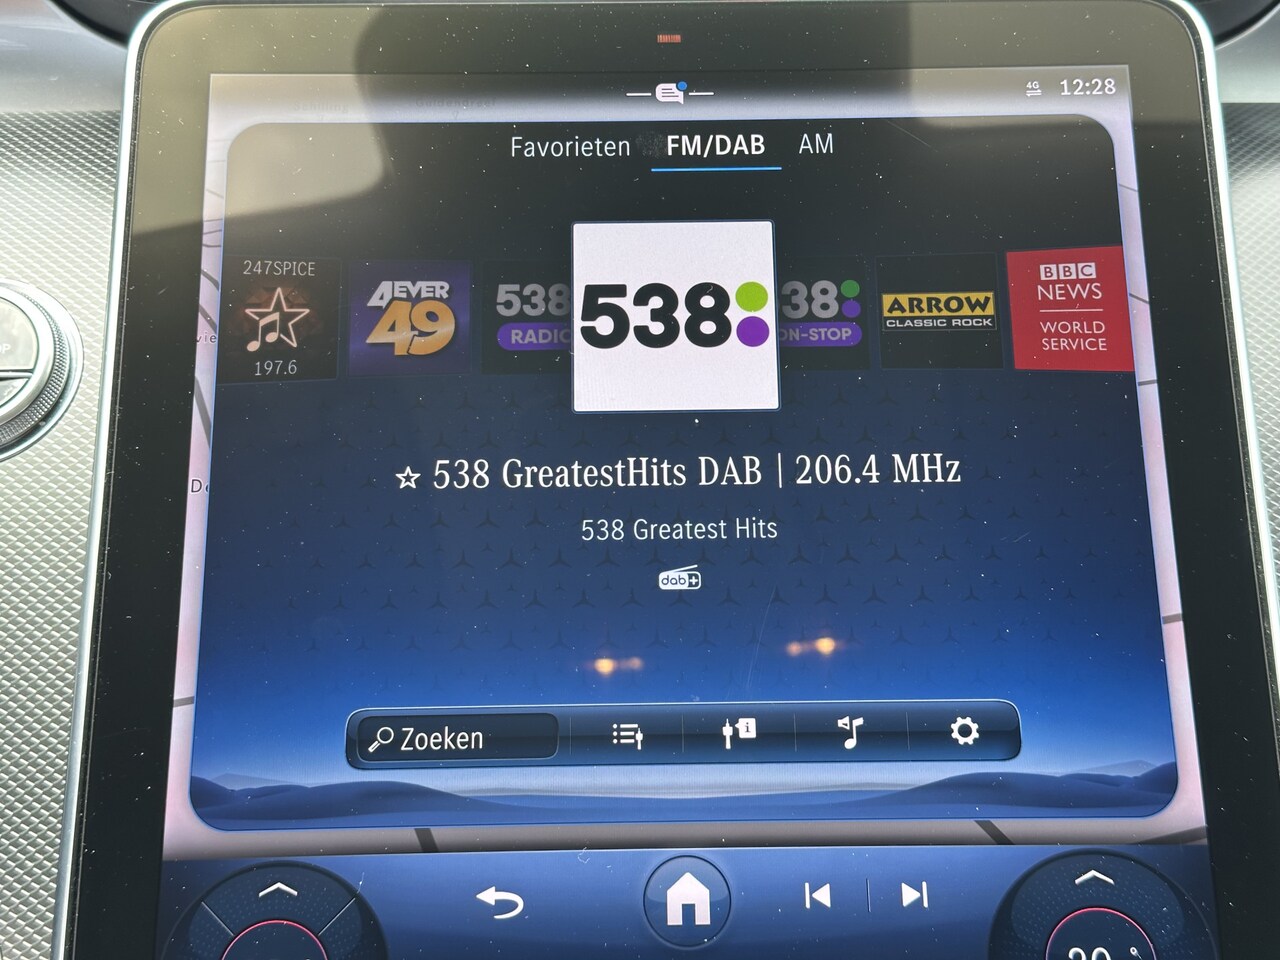 4G 12:28
Favorieten FM/DAB AM
247SPICE
197.6
4EVER
49
538
RADIO
538
38
ON-STOP
ARROW
CLASSIC ROCK
BBC
NEWS
WORLD
SERVICE
538 GreatestHits DAB | 206.4 MHz
538 Greatest Hits
dab+
Zoeken
i